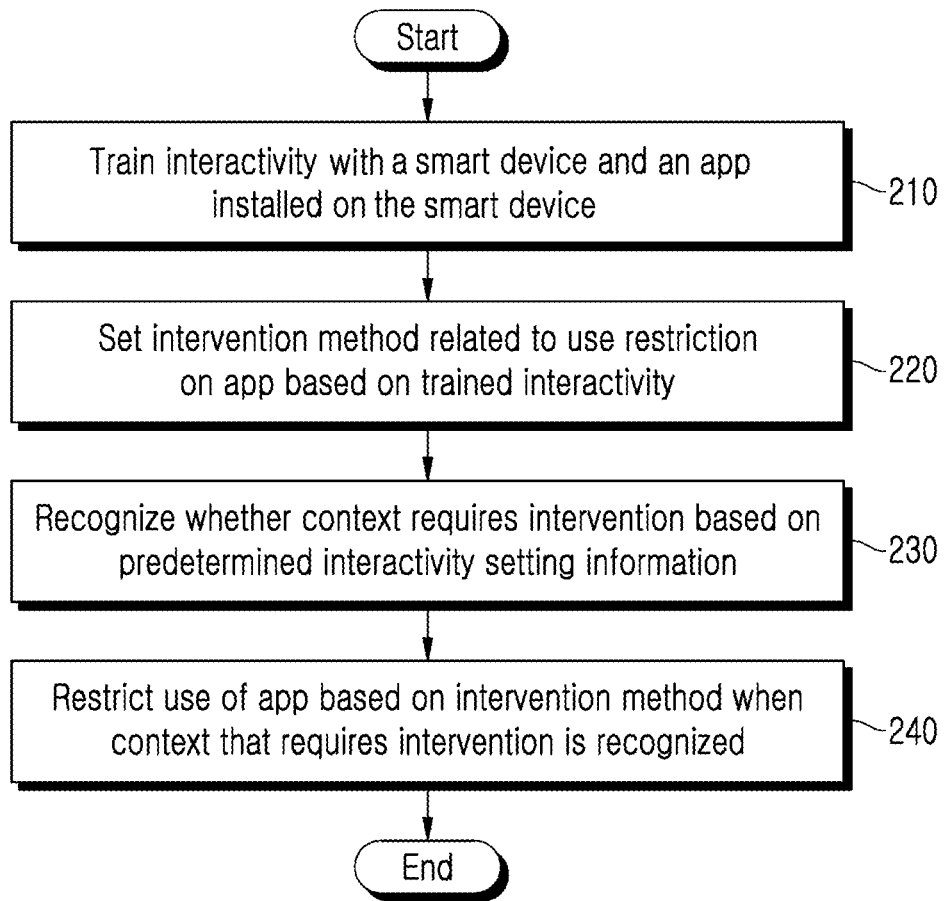 Start
Train interactivity with a smart device and an app
installed on the smart device
210
Set intervention method related to use restriction
on app based on trained interactivity
220
Recognize whether context requires intervention based on
predetermined interactivity setting information
230
Restrict use of app based on intervention method when
context that requires intervention is recognized
240
End